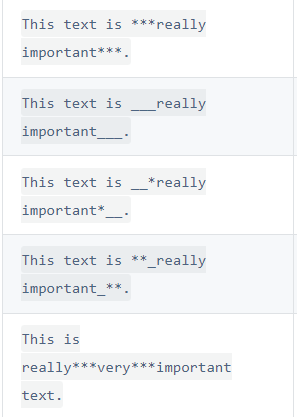 This text is ***really
important***.
This text is ___really
important___.
This text is __*really
important*__.
This text is **_really
important_**.
This is
really***very***important
text.